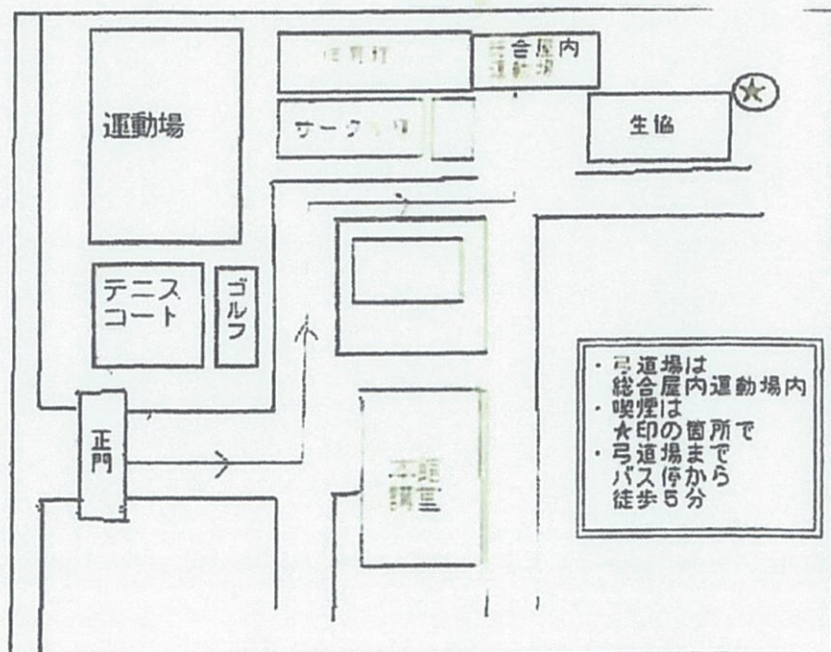 運動場
合屋内
運動場
生協
テニス
コート
ゴルフ
正門
・弓道場は
総合屋内運動場内
・喫煙は
★印の箇所で
・弓道場まで
バス停から
徒歩5分